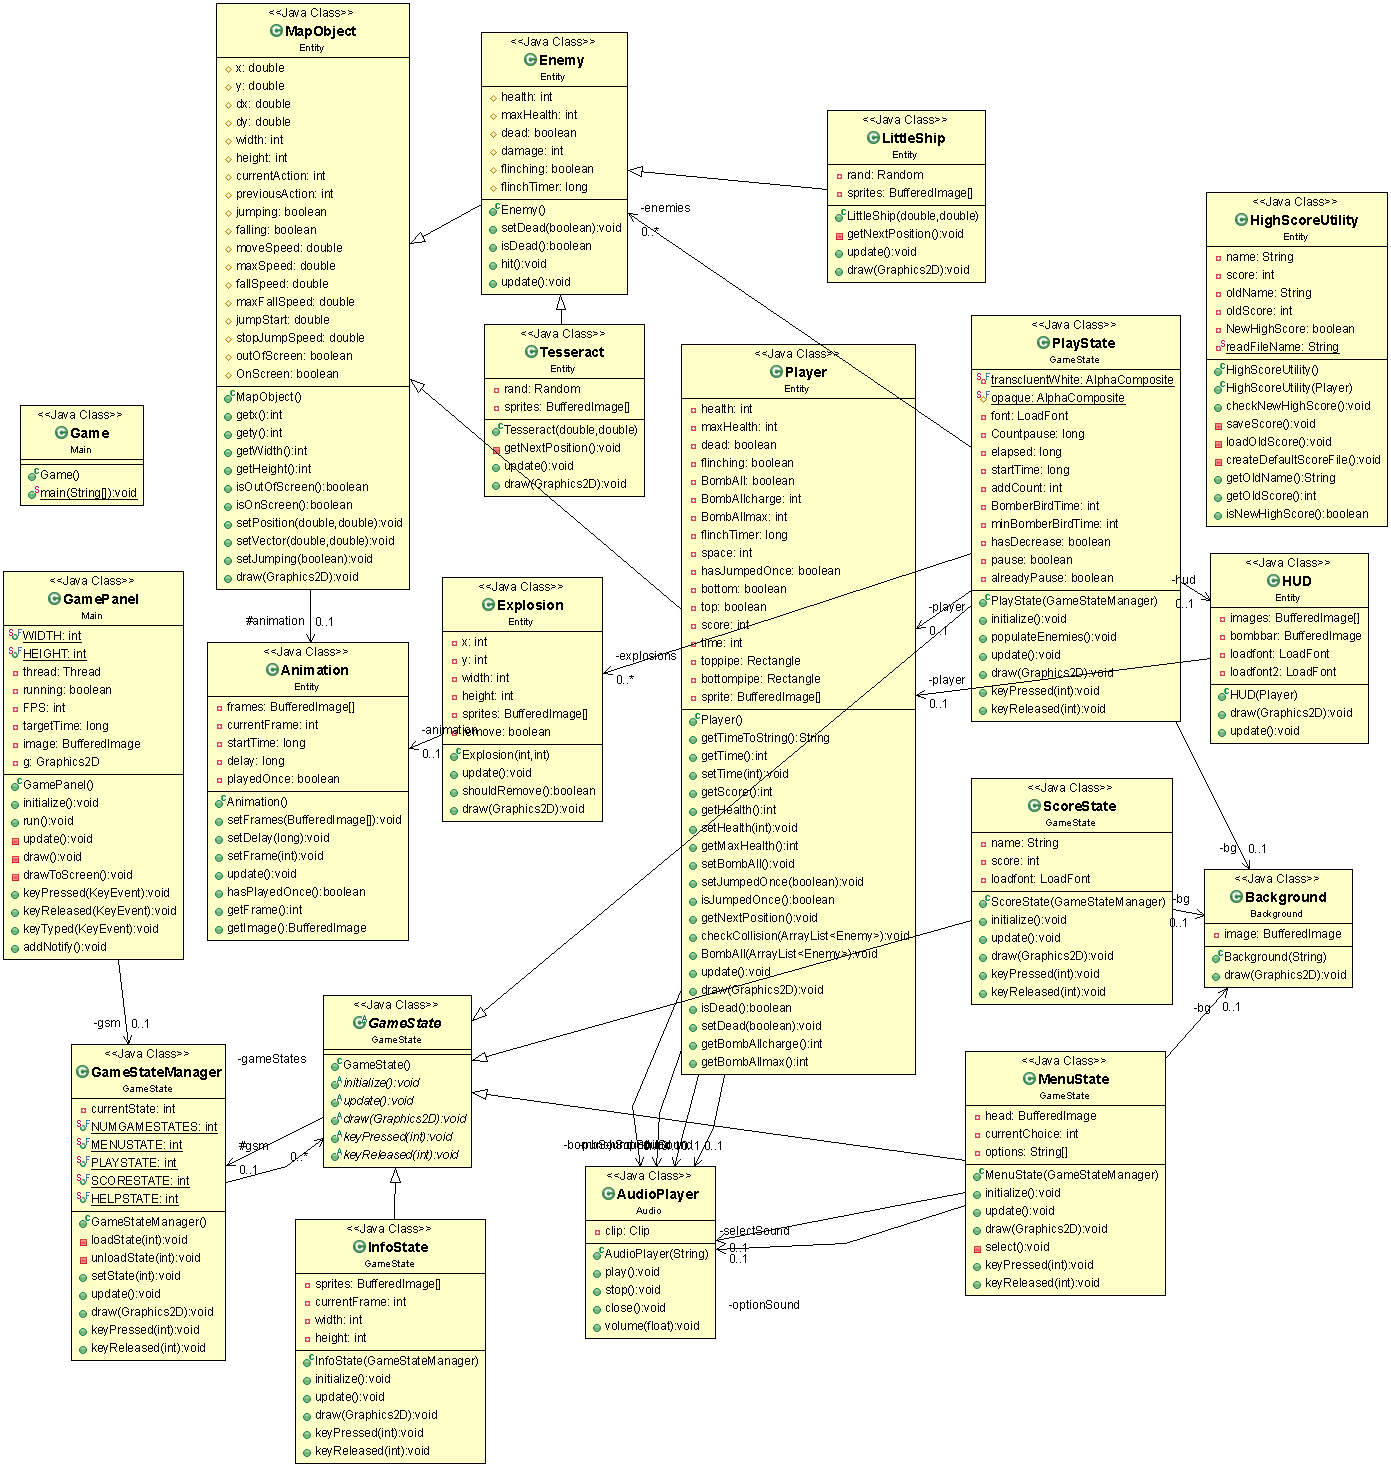 <<Java Class>>
MapObject
Entity
x: double
y: double
dx: double
dy: double
width: int
height: int
currentAction: int
previousAction: int
jumping: boolean
falling: boolean
moveSpeed: double
maxSpeed: double
fallSpeed: double
maxFallSpeed: double
jumpStart: double
stopJumpSpeed: double
outOfScreen: boolean
OnScreen: boolean
MapObject()
getx():int
gety():int
getWidth():int
getHeight():int
isOutOfScreen():boolean
isOnScreen():boolean
setPosition(double,double):void
setVector(double,double):void
setJumping(boolean):void
draw(Graphics2D):void
<<Java Class>>
Enemy
Entity
health: int
maxHealth: int
dead: boolean
damage: int
flinching: boolean
flinchTimer: long
Enemy()
setDead(boolean):void
isDead():boolean
hit():void
update():void
-enemies
0..*
<<Java Class>>
LittleShip
Entity
rand: Random
sprites: BufferedImage[]
LittleShip(double,double)
getNextPosition():void
update():void
draw(Graphics2D):void
<<Java Class>>
HighScoreUtility
Entity
name: String
score: int
oldName: String
oldScore: int
NewHighScore: boolean
readFileName: String
HighScoreUtility()
HighScoreUtility(Player)
checkNewHighScore():void
saveScore():void
loadOldScore():void
createDefaultScoreFile():void
getOldName():String
getOldScore():int
isNewHighScore():boolean
<<Java Class>>
Tesseract
Entity
rand: Random
sprites: BufferedImage[]
Tesseract(double,double)
getNextPosition():void
update():void
draw(Graphics2D):void
<<Java Class>>
Player
Entity
health: int
maxHealth: int
dead: boolean
flinching: boolean
BombAll: boolean
BombAllcharge: int
BombAllmax: int
flinchTimer: long
space: int
hasJumpedOnce: boolean
bottom: boolean
top: boolean
score: int
time: int
toppipe: Rectangle
bottompipe: Rectangle
sprite: BufferedImage[]
Player()
getTimeToString():String
getTime():int
setTime(int):void
getScore():int
getHealth():int
setHealth(int):void
getMaxHealth():int
setBombAll():void
setJumpedOnce(boolean):void
isJumpedOnce():boolean
getNextPosition():void
checkCollision(ArrayList<Enemy>):void
BombAll(ArrayList<Enemy>):void
update():void
draw(Graphics2D):void
isDead():boolean
setDead(boolean):void
getBombAllcharge():int
getBombAllmax():int
<<Java Class>>
PlayState
GameState
transcluentWhite: AlphaComposite
opaque: AlphaComposite
font: LoadFont
Countpause: long
elapsed: long
startTime: long
addCount: int
BomberBirdTime: int
minBomberBirdTime: int
hasDecrease: boolean
pause: boolean
alreadyPause: boolean
PlayState(GameStateManager)
initialize():void
populateEnemies():void
update():void
draw(Graphics2D):void
keyPressed(int):void
keyReleased(int):void
-hud
0..1
-player
0..1
-player
0..1
<<Java Class>>
HUD
Entity
images: BufferedImage[]
bombbar: BufferedImage
loadfont: LoadFont
loadfont2: LoadFont
HUD(Player)
draw(Graphics2D):void
update():void
<<Java Class>>
Game
Main
Game()
main(String[]):void
<<Java Class>>
GamePanel
Main
WIDTH: int
HEIGHT: int
thread: Thread
running: boolean
FPS: int
targetTime: long
image: BufferedImage
g: Graphics2D
GamePanel()
initialize():void
run():void
update():void
draw():void
drawToScreen():void
keyPressed(KeyEvent):void
keyReleased(KeyEvent):void
keyTyped(KeyEvent):void
addNotify():void
#animation
0..1
<<Java Class>>
Animation
Entity
frames: BufferedImage[]
currentFrame: int
startTime: long
delay: long
playedOnce: boolean
Animation()
setFrames(BufferedImage[]):void
setDelay(long):void
setFrame(int):void
update():void
hasPlayedOnce():boolean
getFrame():int
getImage():BufferedImage
<<Java Class>>
Explosion
Entity
x: int
y: int
width: int
height: int
sprites: BufferedImage[]
remove: boolean
Explosion(int,int)
update():void
shouldRemove():boolean
draw(Graphics2D):void
-explosions
0..*
-animation
0..1
<<Java Class>>
ScoreState
GameState
name: String
score: int
loadfont: LoadFont
ScoreState(GameStateManager)
initialize():void
update():void
draw(Graphics2D):void
keyPressed(int):void
keyReleased(int):void
-bg
0..1
-bg
0..1
-bg
0..1
<<Java Class>>
Background
Background
image: BufferedImage
Background(String)
draw(Graphics2D):void
-gsm
0..1
<<Java Class>>
GameStateManager
GameState
currentState: int
NUMGAMESTATES: int
MENUSTATE: int
PLAYSTATE: int
SCORESTATE: int
HELPSTATE: int
GameStateManager()
loadState(int):void
unloadState(int):void
setState(int):void
update():void
draw(Graphics2D):void
keyPressed(int):void
keyReleased(int):void
-gameStates
0..*
#gsm
0..1
<<Java Class>>
GameState
GameState
GameState()
initialize():void
update():void
draw(Graphics2D):void
keyPressed(int):void
keyReleased(int):void
<<Java Class>>
InfoState
GameState
sprites: BufferedImage[]
currentFrame: int
width: int
height: int
InfoState(GameStateManager)
initialize():void
update():void
draw(Graphics2D):void
keyPressed(int):void
keyReleased(int):void
0..1
<<Java Class>>
AudioPlayer
Audio
clip: Clip
AudioPlayer(String)
play():void
stop():void
close():void
volume(float):void
-selectSound
0..1
0..1
-optionSound
<<Java Class>>
MenuState
GameState
head: BufferedImage
currentChoice: int
options: String[]
MenuState(GameStateManager)
initialize():void
update():void
draw(Graphics2D):void
select():void
keyPressed(int):void
keyReleased(int):void